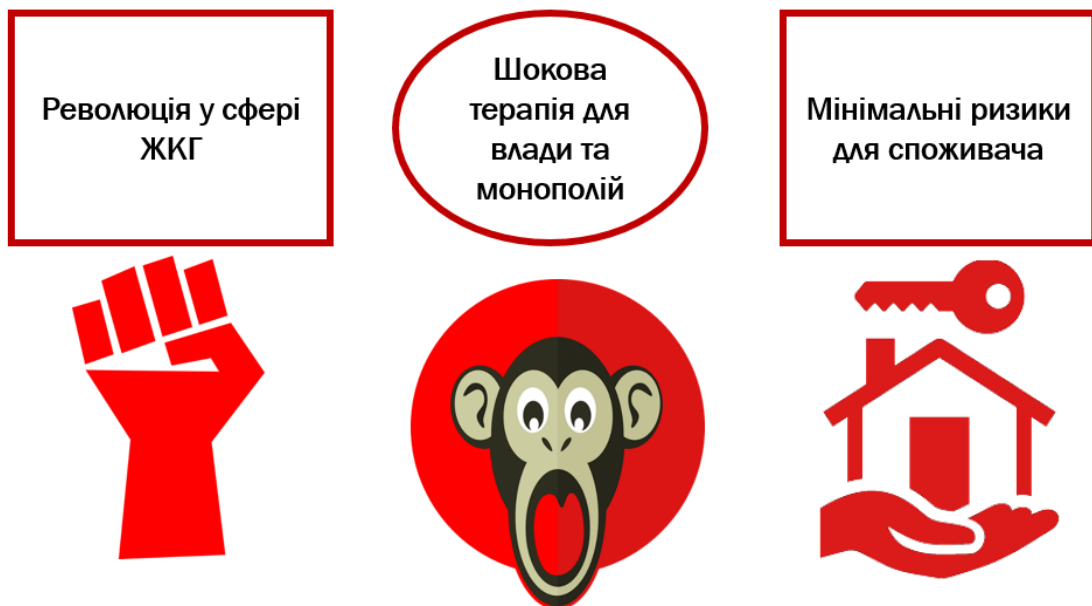 Революція у сфері
ЖКГ
Шокова
терапія для
влади та
монополій
Мінімальні ризики
для споживача